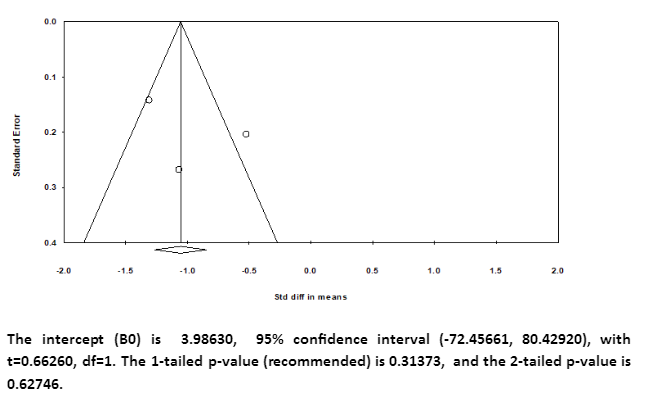 0.0
0.1
0.2
0.3
0.4
Standard Error
-2.0 -1.5 -1.0 -0.5 0.0 0.5 1.0 1.5 2.0
Std diff in means
The intercept (B0) is 3.98630, 95% confidence interval (-72.45661, 80.42920), with
t=0.66260, df=1. The 1-tailed p-value (recommended) is 0.31373, and the 2-tailed p-value is
0.62746.